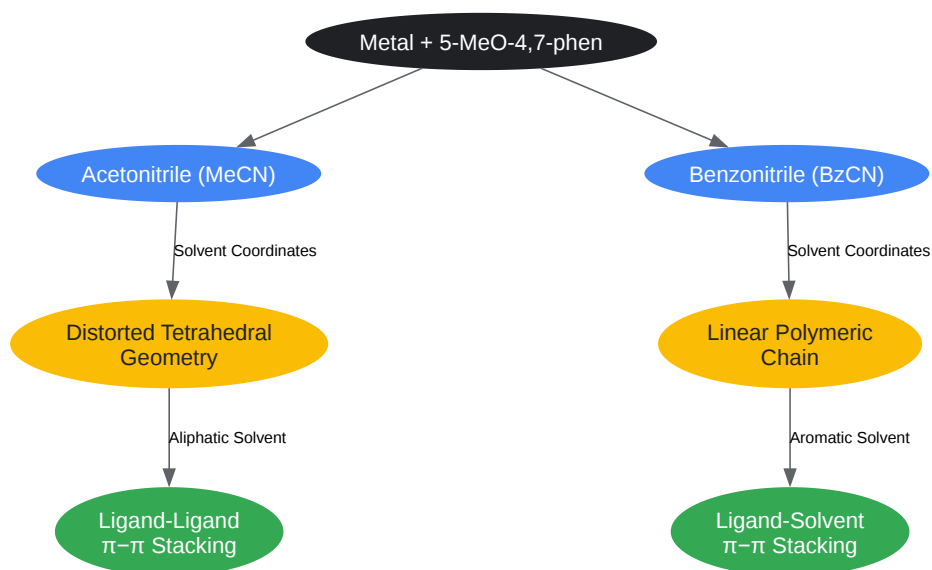 Metal + 5-MeO-4,7-phen
Acetonitrile (MeCN)
Benzonitrile (BzCN)
Solvent Coordinates
Solvent Coordinates
Distorted Tetrahedral
Geometry
Linear Polymeric
Chain
Aliphatic Solvent
Aromatic Solvent
Ligand-Ligand
π−π Stacking
Ligand-Solvent
π−π Stacking